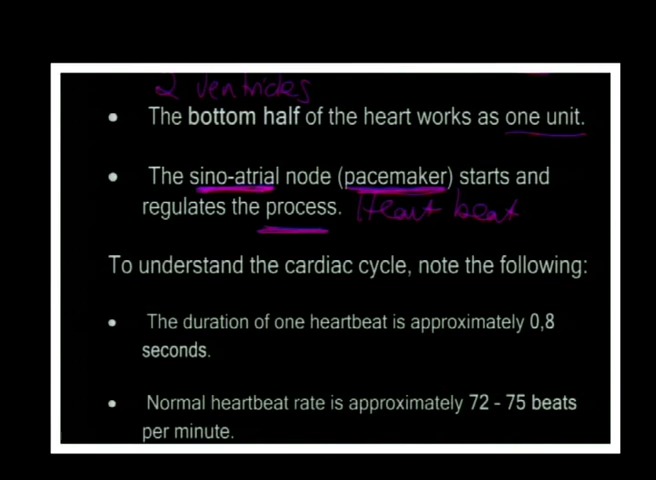 2 ventricles
• The bottom half of the heart works as one unit.
• The sino-atrial node (pacemaker) starts and
regulates the process. Heart beat
To understand the cardiac cycle, note the following:
• The duration of one heartbeat is approximately 0,8
seconds.
• Normal heartbeat rate is approximately 72 - 75 beats
per minute.